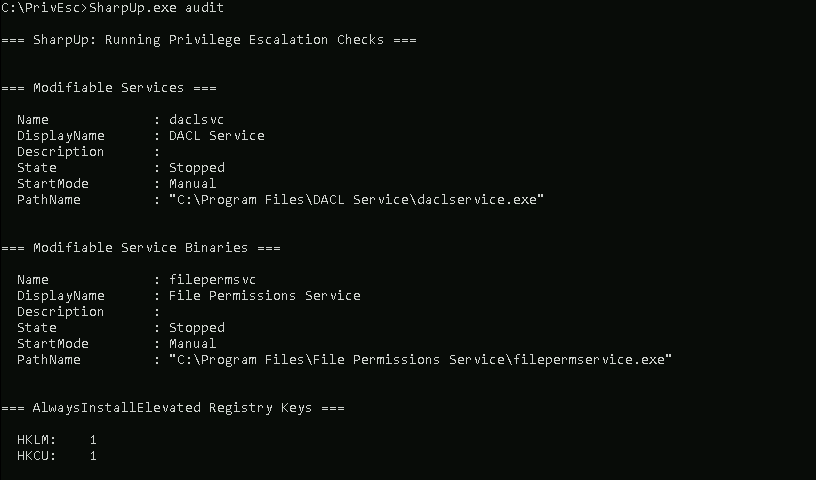 C:\PrivEsc>SharpUp.exe audit
=== SharpUp: Running Privilege Escalation Checks ===
=== Modifiable Services ===
Name : daclsvc
DisplayName : DACL Service
Description :
State : Stopped
StartMode : Manual
PathName : "C:\Program Files\DACL Service\daclservice.exe"
=== Modifiable Service Binaries ===
Name : filepermsvc
DisplayName : File Permissions Service
Description :
State : Stopped
StartMode : Manual
PathName : "C:\Program Files\File Permissions Service\filepermservice.exe"
=== AlwaysInstallElevated Registry Keys ===
HKLM: 1
HKCU: 1